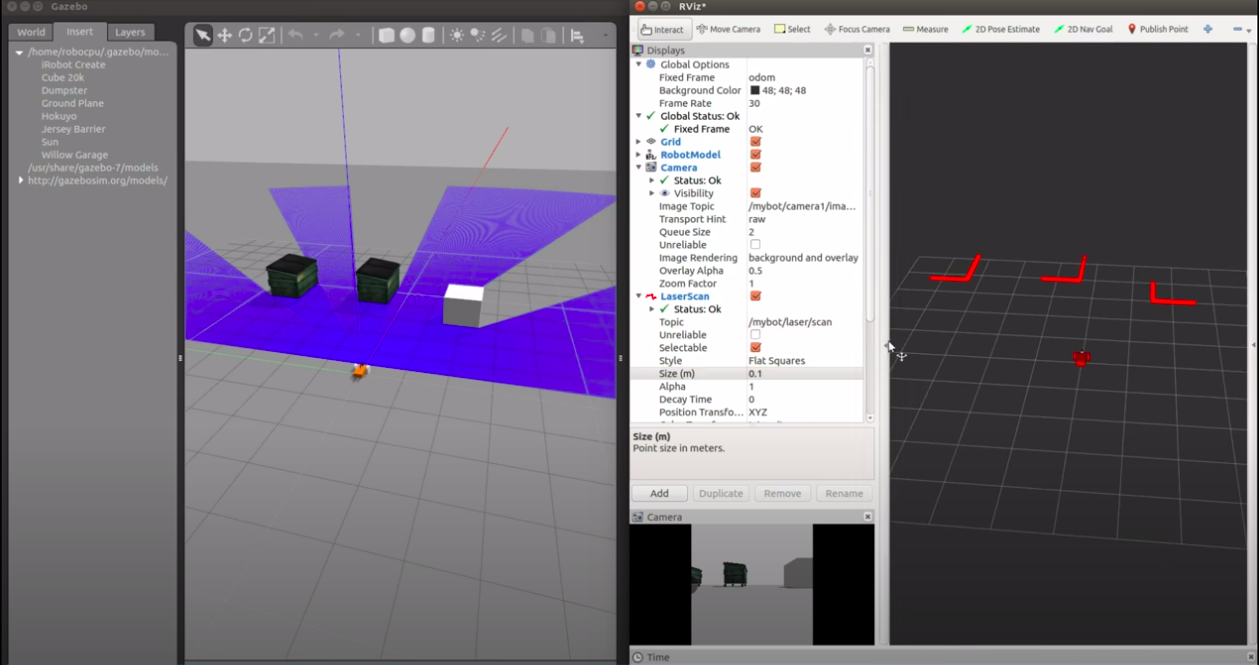 Gazebo
World Insert Layers
/home/robocpu/.gazebo/mo...
iRobot Create
Cube 20k
Dumpster
Ground Plane
Hokuyo
Jersey Barrier
Sun
Willow Garage
/usr/share/gazebo-7/models
http://gazebosim.org/models/
RViz*
Interact Move Camera Select Focus Camera Measure 2D Pose Estimate 2D Nav Goal Publish Point
Displays
Global Options
Fixed Frame odom
Background Color 48; 48; 48
Frame Rate 30
Global Status: Ok
Fixed Frame OK
Grid
RobotModel
Camera
Status: Ok
Visibility
Image Topic /mybot/camera1/ima...
Transport Hint raw
Queue Size 2
Unreliable
Image Rendering background and overlay
Overlay Alpha 0.5
Zoom Factor 1
LaserScan
Status: Ok
Topic /mybot/laser/scan
Unreliable
Selectable
Style Flat Squares
Size (m) 0.1
Alpha 1
Decay Time 0
Position Transfo... XYZ
Size (m)
Point size in meters.
Add Duplicate Remove Rename
Camera
Time